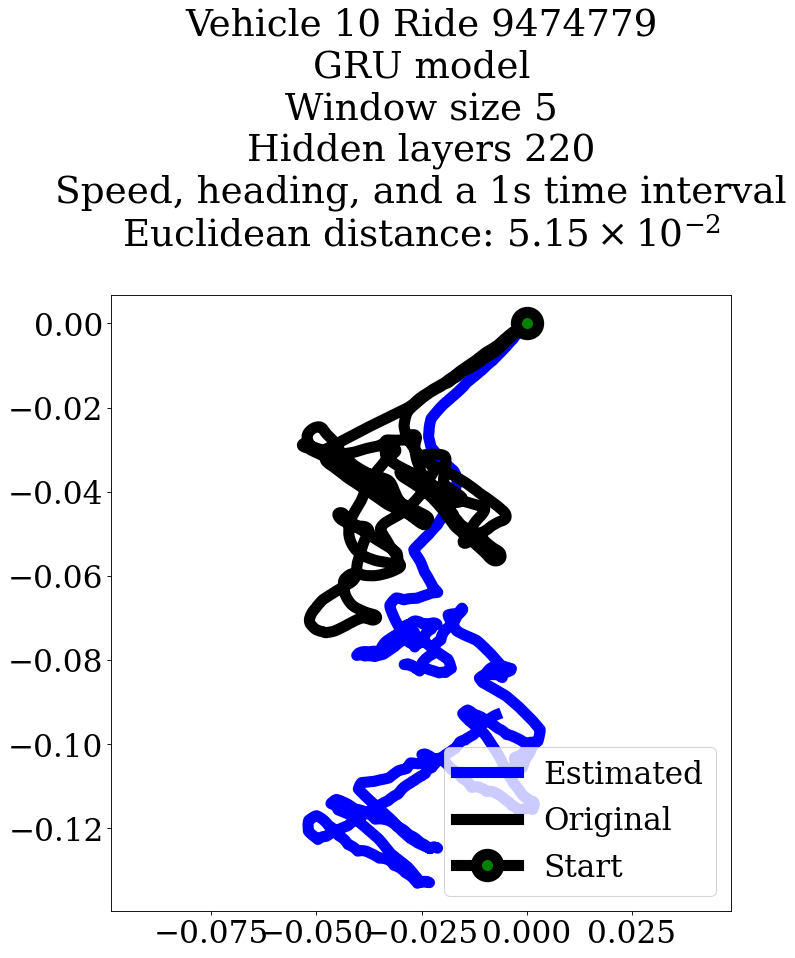 Vehicle 10 Ride 9474779
GRU model
Window size 5
Hidden layers 220
Speed, heading, and a 1s time interval
Euclidean distance: 5.15 × 10⁻²
0.00
−0.02
−0.04
−0.06
−0.08
−0.10
−0.12
Estimated
Original
Start
−0.075 −0.050 −0.025 0.000 0.025